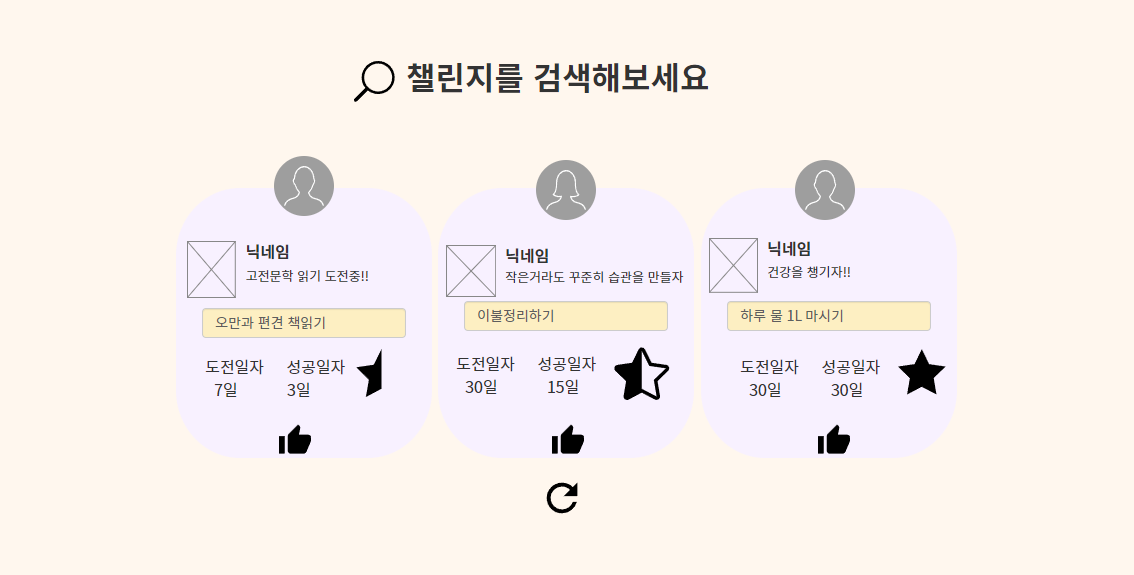 챌린지를 검색해보세요
닉네임
고전문학 읽기 도전중!!
오만과 편견 책읽기
도전일자 성공일자
7일 3일
닉네임
작은거라도 꾸준히 습관을 만들자
이불정리하기
도전일자 성공일자
30일 15일
닉네임
건강을 챙기자!!
하루 물 1L 마시기
도전일자 성공일자
30일 30일